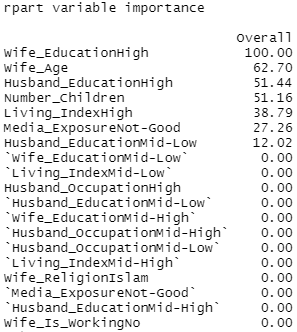 rpart variable importance
Overall
Wife_EducationHigh 100.00
Wife_Age 62.70
Husband_EducationHigh 51.44
Number_Children 51.16
Living_IndexHigh 38.79
Media_ExposureNot-Good 27.26
Husband_EducationMid-Low 12.02
`Wife_EducationMid-Low` 0.00
`Living_IndexMid-Low` 0.00
Husband_OccupationHigh 0.00
`Husband_EducationMid-Low` 0.00
`Wife_EducationMid-High` 0.00
`Husband_OccupationMid-High` 0.00
`Husband_OccupationMid-Low` 0.00
`Living_IndexMid-High` 0.00
Wife_ReligionIslam 0.00
`Media_ExposureNot-Good` 0.00
`Husband_EducationMid-High` 0.00
Wife_Is_WorkingNo 0.00